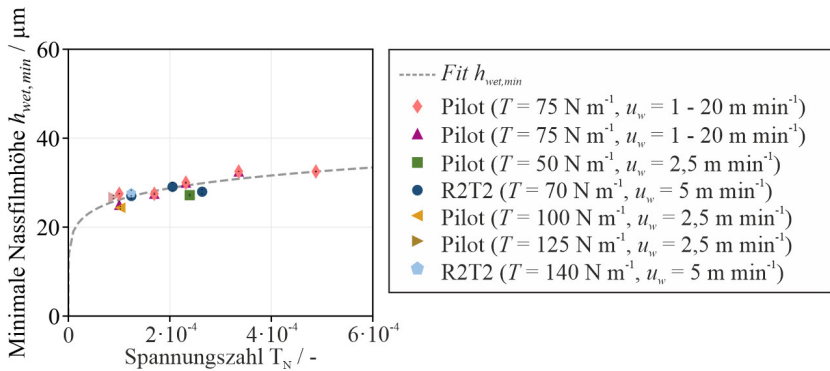 Minimale Nassfilmhöhe h_wet,min / µm
60
40
20
0
0
2·10⁻⁴
4·10⁻⁴
6·10⁻⁴
Spannungszahl T_N / -
Fit h_wet,min
Pilot (T = 75 N m⁻¹, u_w = 1 - 20 m min⁻¹)
Pilot (T = 75 N m⁻¹, u_w = 1 - 20 m min⁻¹)
Pilot (T = 50 N m⁻¹, u_w = 2,5 m min⁻¹)
R2T2 (T = 70 N m⁻¹, u_w = 5 m min⁻¹)
Pilot (T = 100 N m⁻¹, u_w = 2,5 m min⁻¹)
Pilot (T = 125 N m⁻¹, u_w = 2,5 m min⁻¹)
R2T2 (T = 140 N m⁻¹, u_w = 5 m min⁻¹)